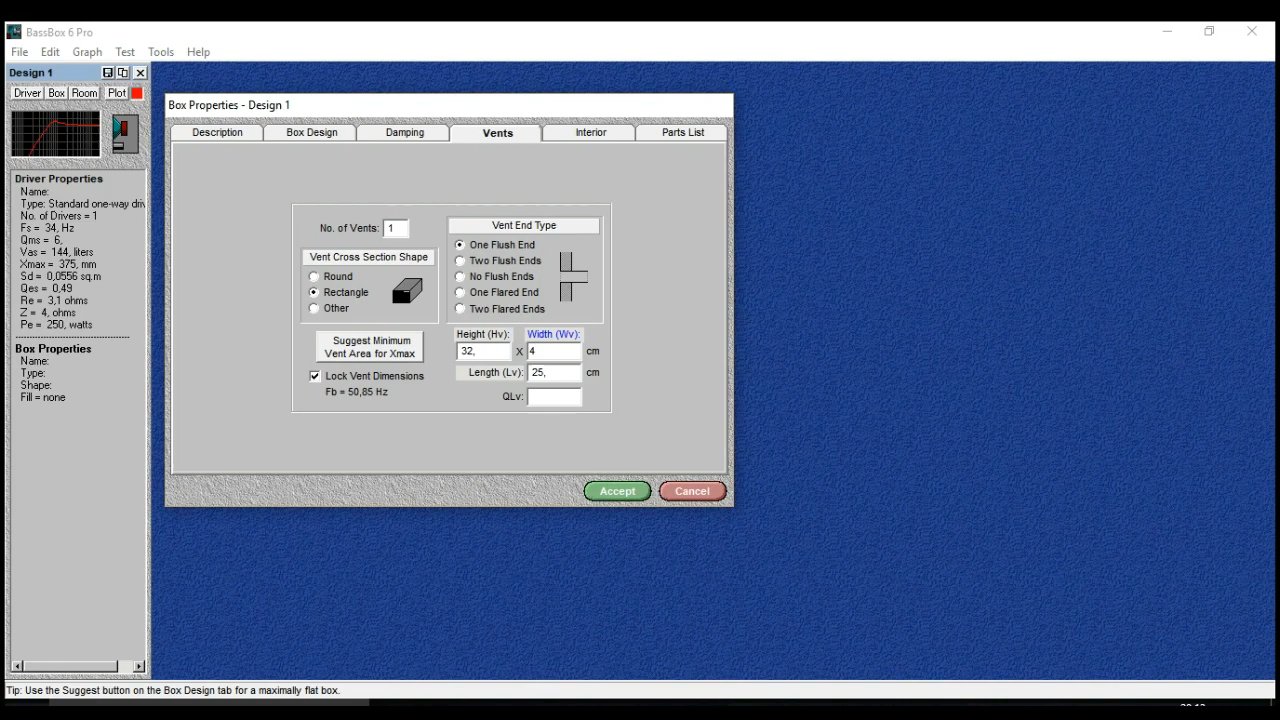 BassBox 6 Pro
File Edit Graph Test Tools Help
Design 1
Driver Box Room Plot
Driver Properties
Name:
Type: Standard one-way driv
No. of Drivers = 1
Fs = 34, Hz
Qms = 6,
Vas = 144, liters
Xmax = 375, mm
Sd = 0,0556 sq.m
Qes = 0,49
Re = 3,1 ohms
Z = 4, ohms
Pe = 250, watts
Box Properties
Name:
Type:
Shape:
Fill = none
Box Properties - Design 1
Description Box Design Damping Vents Interior Parts List
No. of Vents: 1
Vent Cross Section Shape
Round
Rectangle
Other
Vent End Type
One Flush End
Two Flush Ends
No Flush Ends
One Flared End
Two Flared Ends
Suggest Minimum
Vent Area for Xmax
Lock Vent Dimensions
Fb = 50,85 Hz
Height (Hv): Width (Wv):
32, X 4 cm
Length (Lv): 25, cm
QLv:
Accept Cancel
Tip: Use the Suggest button on the Box Design tab for a maximally flat box.